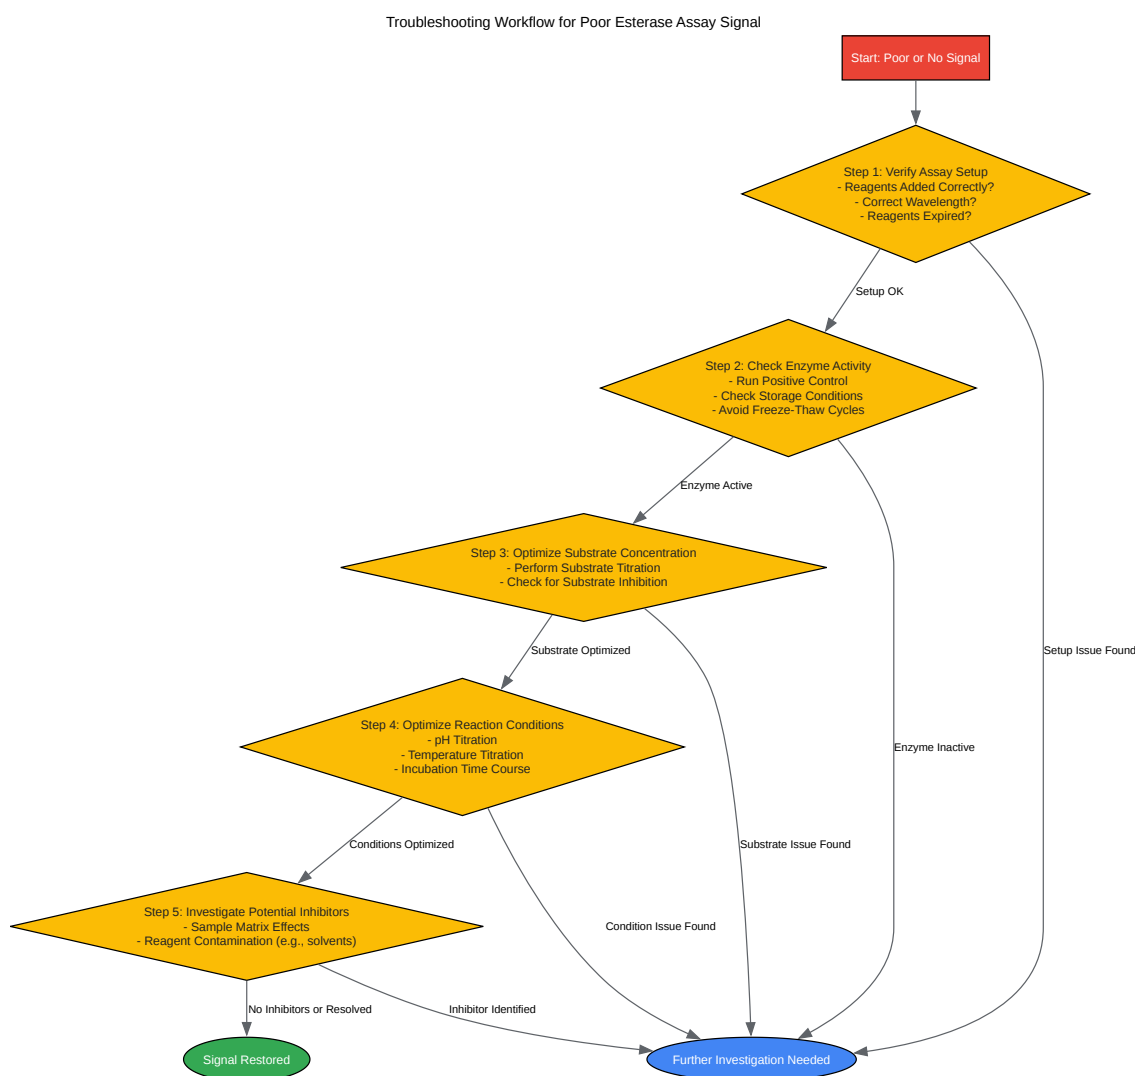 Troubleshooting Workflow for Poor Esterase Assay Signal
Start: Poor or No Signal
Step 1: Verify Assay Setup
- Reagents Added Correctly?
- Correct Wavelength?
- Reagents Expired?
Setup OK
Step 2: Check Enzyme Activity
- Run Positive Control
- Check Storage Conditions
- Avoid Freeze-Thaw Cycles
Enzyme Active
Step 3: Optimize Substrate Concentration
- Perform Substrate Titration
- Check for Substrate Inhibition
Substrate Optimized
Setup Issue Found
Step 4: Optimize Reaction Conditions
- pH Titration
- Temperature Titration
- Incubation Time Course
Enzyme Inactive
Conditions Optimized
Substrate Issue Found
Step 5: Investigate Potential Inhibitors
- Sample Matrix Effects
- Reagent Contamination (e.g., solvents)
Condition Issue Found
No Inhibitors or Resolved
Inhibitor Identified
Signal Restored
Further Investigation Needed